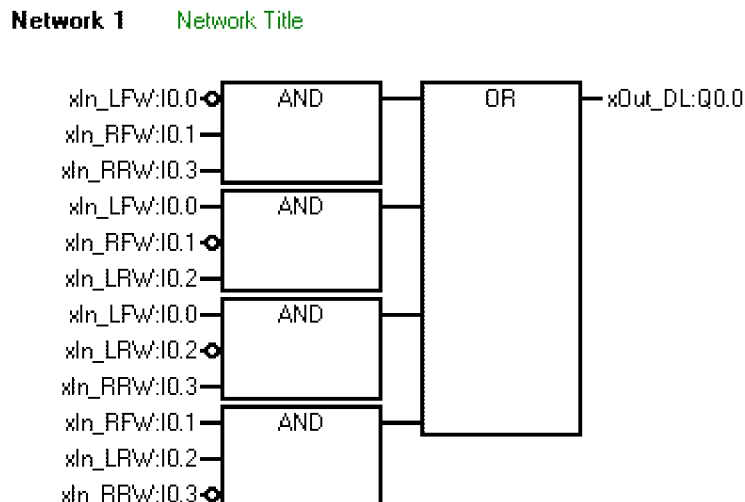 Network 1 Network Title
xIn_LFW:I0.0 AND OR xOut_DL:Q0.0
xIn_RFW:I0.1
xIn_RRW:I0.3
xIn_LFW:I0.0 AND
xIn_RFW:I0.1
xIn_LRW:I0.2
xIn_LFW:I0.0 AND
xIn_LRW:I0.2
xIn_RRW:I0.3
xIn_RFW:I0.1 AND
xIn_LRW:I0.2
xIn_RRW:I0.3